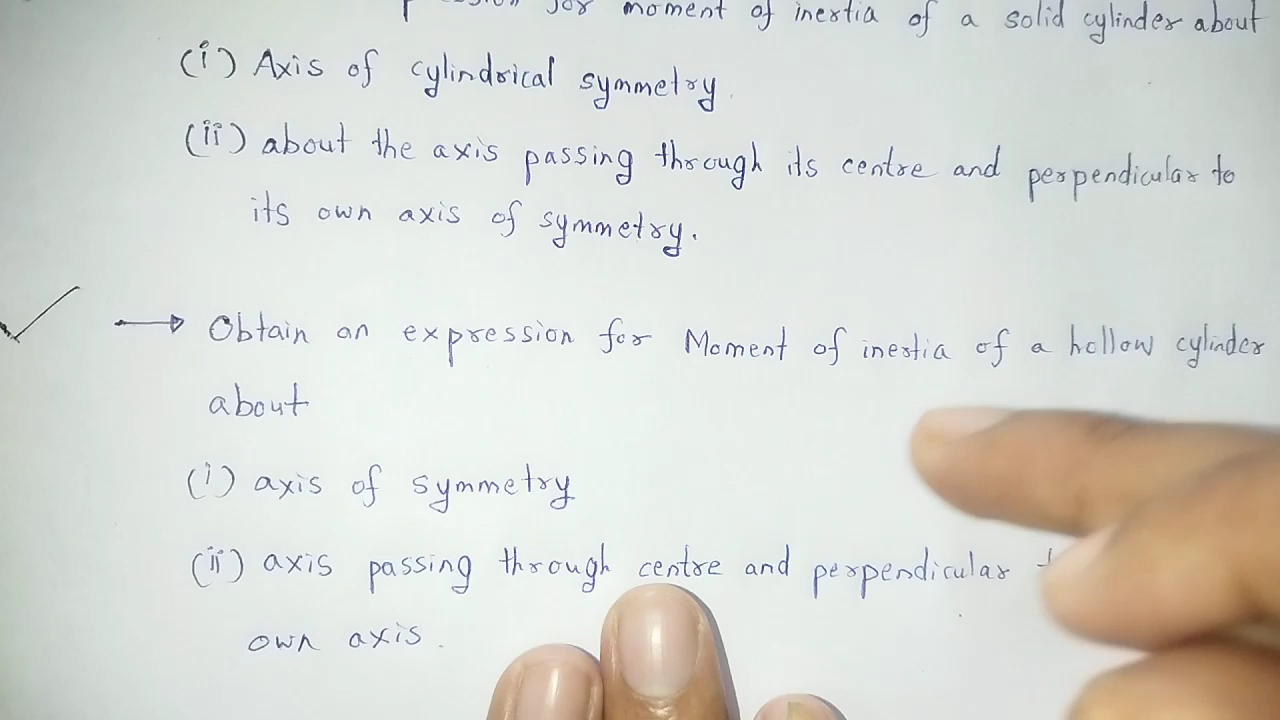 for moment of inertia of a solid cylinder about
(i) Axis of cylindrical symmetry.
(ii) about the axis passing through its centre and perpendicular to
its own axis of symmetry.
→ Obtain an expression for Moment of inertia of a hollow cylinder
about
(i) axis of symmetry
(ii) axis passing through centre and perpendicular
own axis.